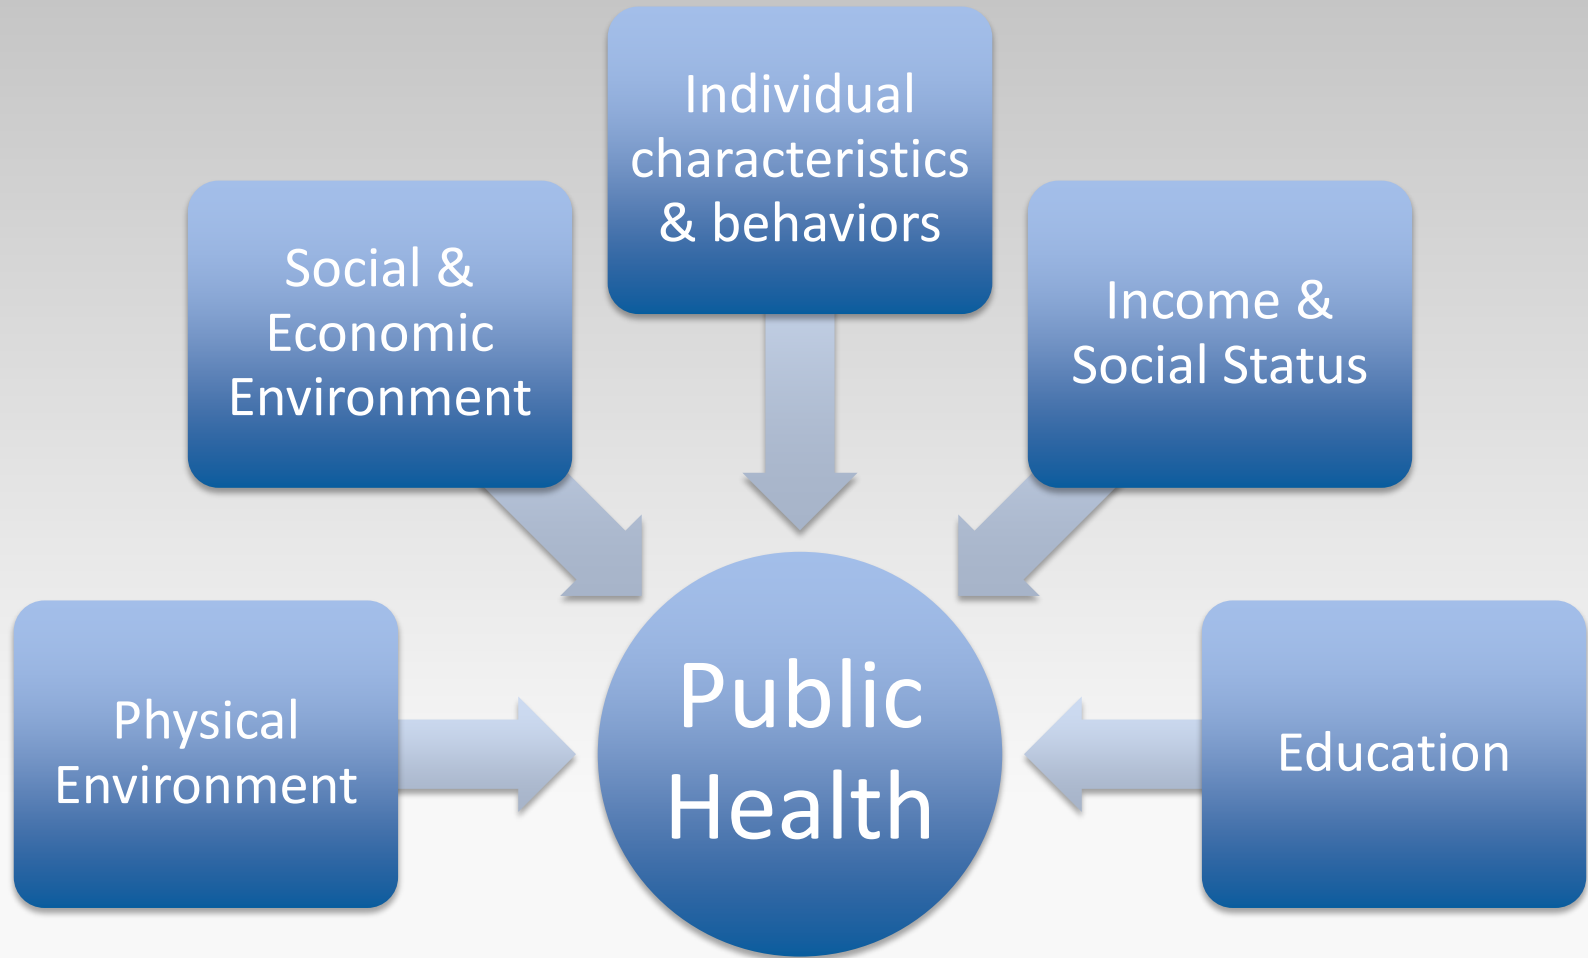 Individual
characteristics
& behaviors
Social &
Economic
Environment
Income &
Social Status
Physical
Environment
Public
Health
Education